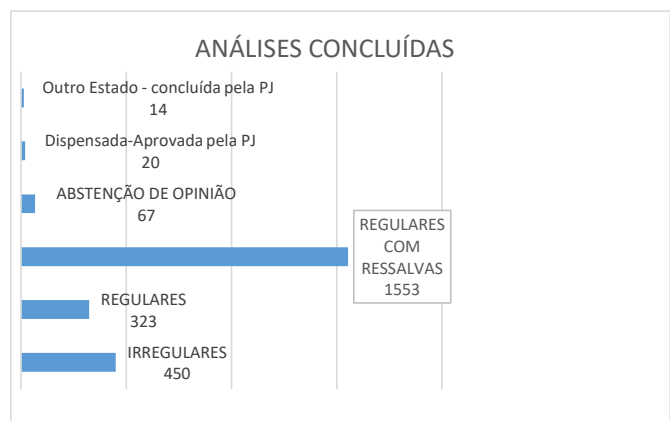 ANÁLISES CONCLUÍDAS
Outro Estado - concluída pela PJ
14
Dispensada-Aprovada pela PJ
20
ABSTENÇÃO DE OPINIÃO
67
REGULARES
COM
RESSALVAS
1553
REGULARES
323
IRREGULARES
450